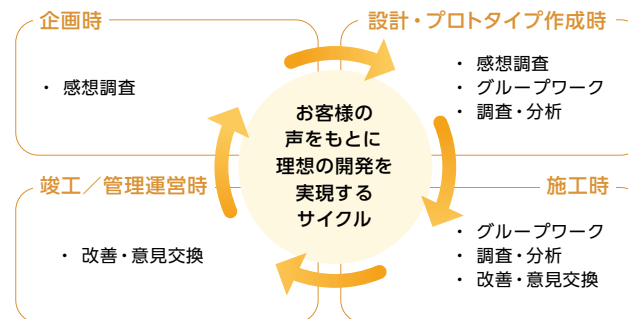 企画時
・ 感想調査
設計・プロトタイプ作成時
・ 感想調査
・ グループワーク
・ 調査・分析
お客様の
声をもとに
理想の開発を
実現する
サイクル
竣工／管理運営時
・ 改善・意見交換
施工時
・ グループワーク
・ 調査・分析
・ 改善・意見交換